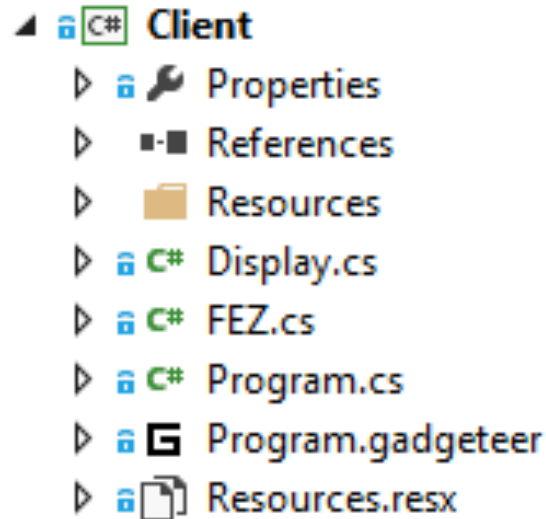 C# Client
Properties
References
Resources
C# Display.cs
C# FEZ.cs
C# Program.cs
G Program.gadgeteer
Resources.resx